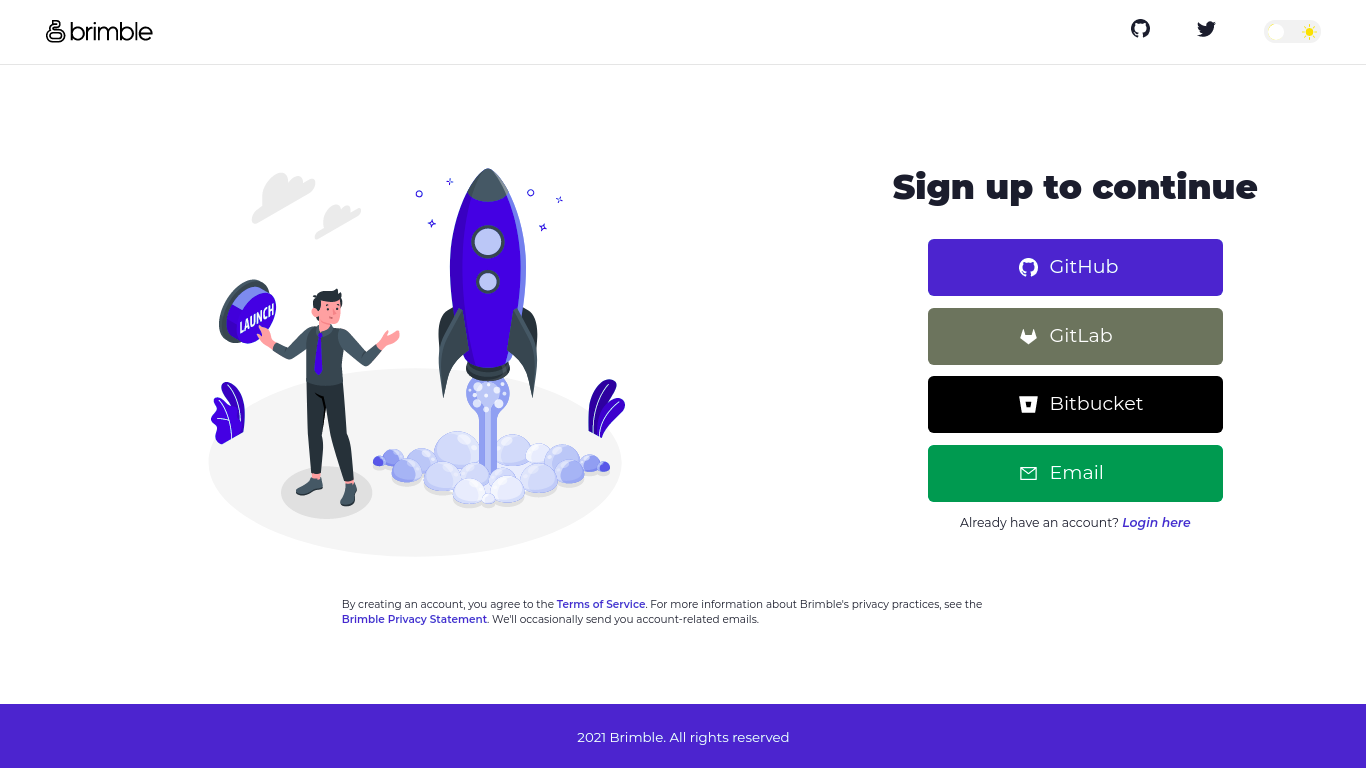 brimble
Sign up to continue
LAUNCH
GitHub
GitLab
Bitbucket
Email
Already have an account? Login here
By creating an account, you agree to the Terms of Service. For more information about Brimble's privacy practices, see the
Brimble Privacy Statement. We'll occasionally send you account-related emails.
2021 Brimble. All rights reserved